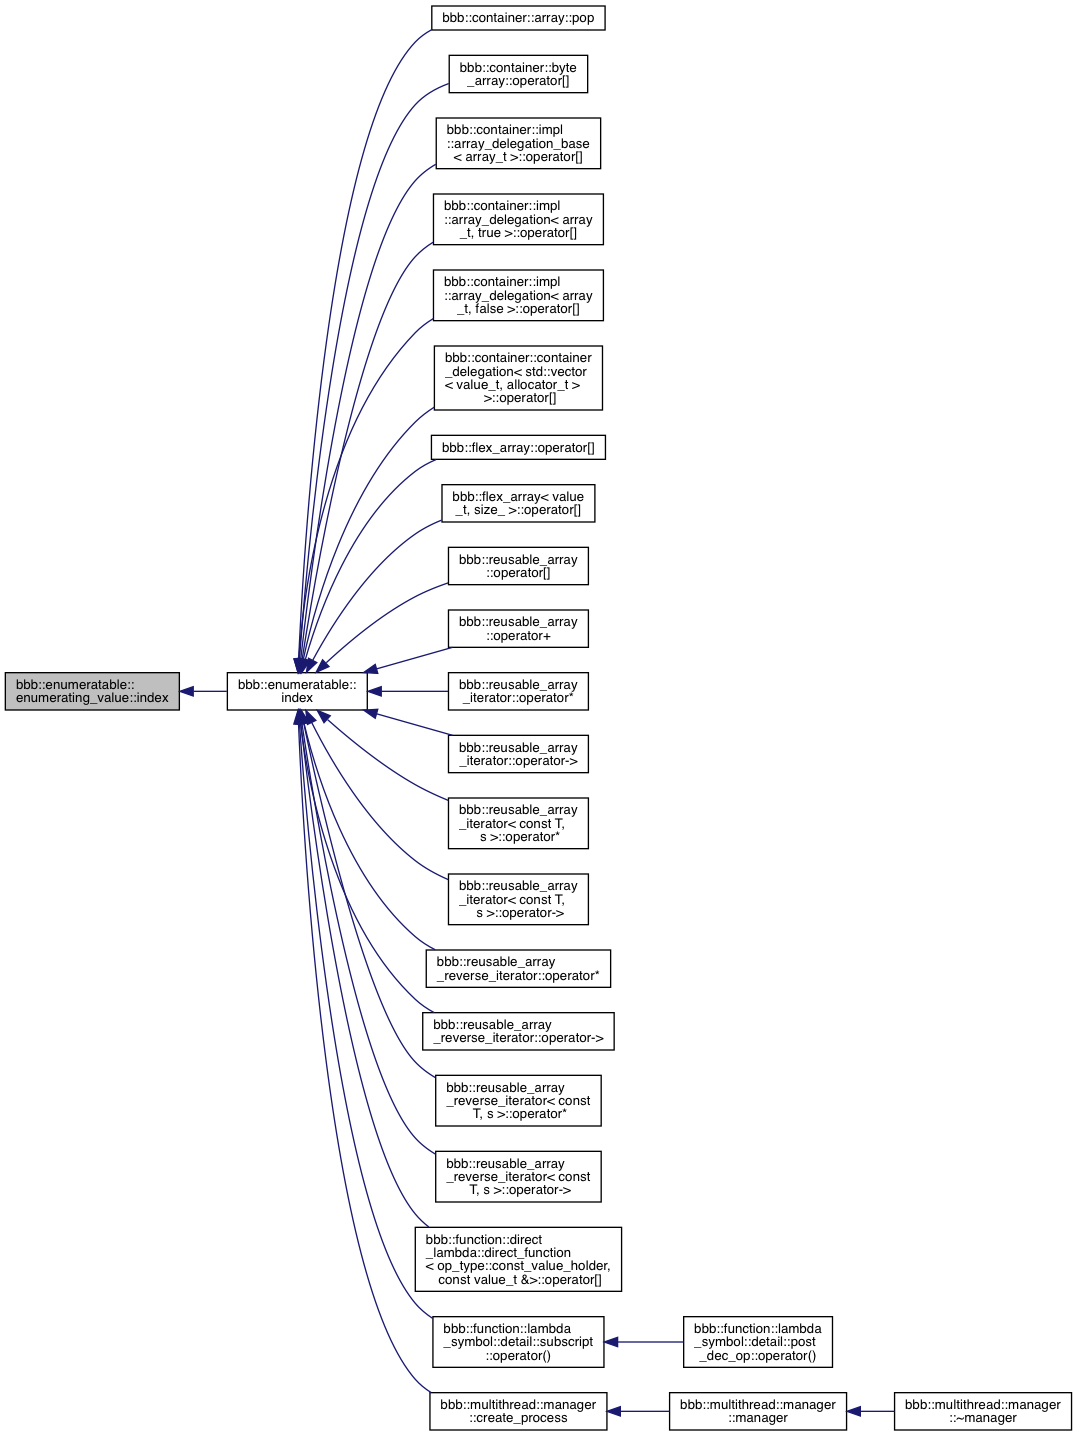 bbb::container::array::pop
bbb::container::byte
_array::operator[]
bbb::container::impl
::array_delegation_base
< array_t >::operator[]
bbb::container::impl
::array_delegation< array
_t, true >::operator[]
bbb::container::impl
::array_delegation< array
_t, false >::operator[]
bbb::container::container
_delegation< std::vector
< value_t, allocator_t >
>::operator[]
bbb::flex_array::operator[]
bbb::flex_array< value
_t, size_ >::operator[]
bbb::reusable_array
::operator[]
bbb::reusable_array
::operator+
bbb::enumeratable::
enumerating_value::index
bbb::enumeratable::
index
bbb::reusable_array
_iterator::operator*
bbb::reusable_array
_iterator::operator->
bbb::reusable_array
_iterator< const T,
s >::operator*
bbb::reusable_array
_iterator< const T,
s >::operator->
bbb::reusable_array
_reverse_iterator::operator*
bbb::reusable_array
_reverse_iterator::operator->
bbb::reusable_array
_reverse_iterator< const
T, s >::operator*
bbb::reusable_array
_reverse_iterator< const
T, s >::operator->
bbb::function::direct
_lambda::direct_function
< op_type::const_value_holder,
const value_t &>::operator[]
bbb::function::lambda
_symbol::detail::subscript
::operator()
bbb::function::lambda
_symbol::detail::post
_dec_op::operator()
bbb::multithread::manager
::create_process
bbb::multithread::manager
::manager
bbb::multithread::manager
::~manager